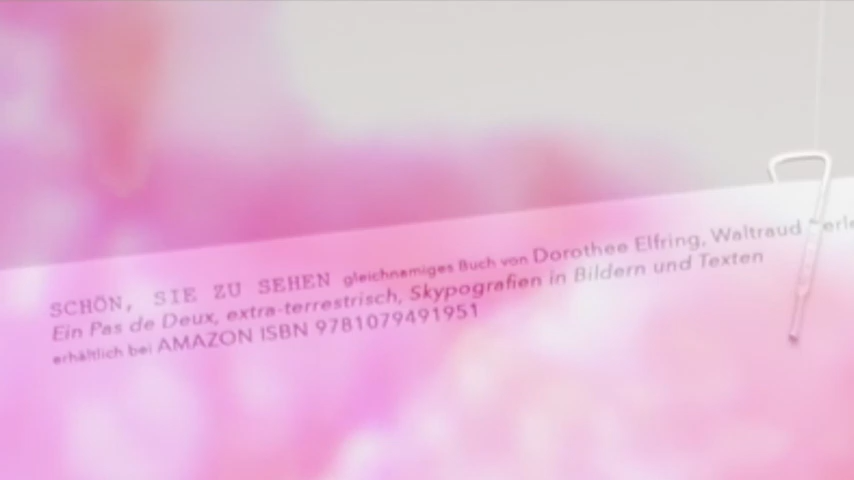 SCHÖN, SIE ZU SEHEN gleichnamiges Buch von Dorothee Elfring, Waltraud
Ein Pas de Deux, extra-terrestrisch, Skypografien in Bildern und Texten
erhältlich bei AMAZON ISBN 9781079491951